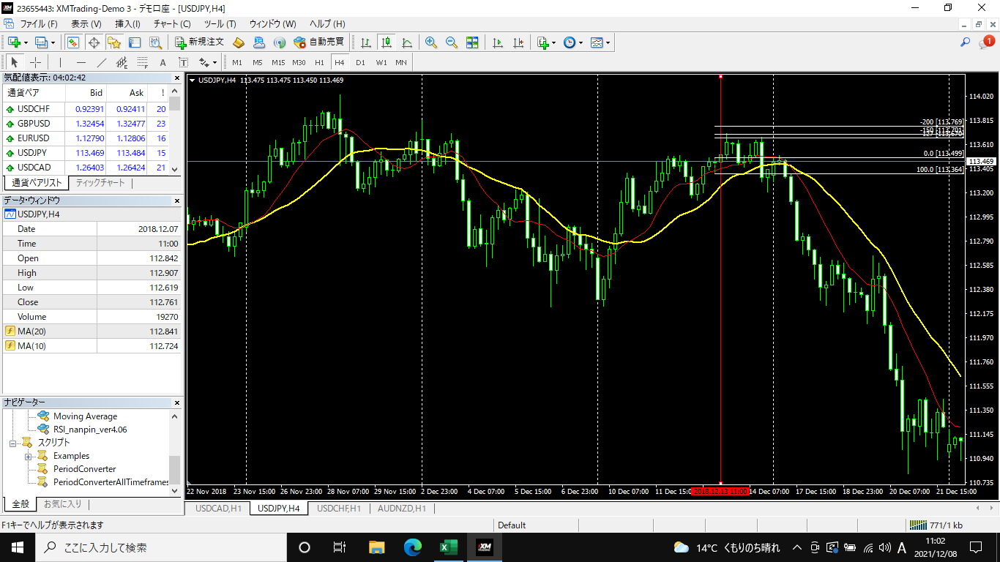 23655443: XMTrading-Demo 3 - デモ口座 - [USDJPY,H4]
ファイル (F) 表示 (V) 挿入(I) チャート (C) ツール (T) ウィンドウ (W) ヘルプ (H)
新規注文 自動売買 1
A T M1 M5 M15 M30 H1 H4 D1 W1 MN
気配値表示: 04:02:42
通貨ペア Bid Ask !
USDCHF 0.92391 0.92411 20
GBPUSD 1.32454 1.32477 23
EURUSD 1.12790 1.12806 16
USDJPY 113.469 113.484 15
USDCAD 1.26403 1.26424 21
通貨ペアリスト ティックチャート
データ・ウィンドウ
USDJPY,H4
Date 2018.12.07
Time 11:00
Open 112.842
High 112.907
Low 112.619
Close 112.761
Volume 19270
MA(20) 112.841
MA(10) 112.724
ナビゲーター
Moving Average
RSI_nanpin_ver4.06
スクリプト
Examples
PeriodConverter
PeriodConverterAllTimeframes
全般 お気に入り
USDJPY,H4 113.475 113.475 113.450 113.469
-200 [113.769]
-150 [113.701]
127 [113.670]
0.0 [113.499]
100.0 [113.364]
114.020
113.815
113.610
113.469
113.405
113.200
112.995
112.790
112.585
112.380
112.175
111.970
111.760
111.555
111.350
111.145
110.940
110.735
22 Nov 2018 23 Nov 15:00 26 Nov 23:00 28 Nov 07:00 29 Nov 15:00 2 Dec 23:00 4 Dec 07:00 5 Dec 15:00 6 Dec 23:00 10 Dec 07:00 11 Dec 15:00 2018.12.13 11:00 14 Dec 07:00 17 Dec 15:00 18 Dec 23:00 20 Dec 07:00 21 Dec 15:00
USDCAD,H1 USDJPY,H4 USDCHF,H1 AUDNZD,H1
F1キーでヘルプが表示されます Default 771/1 kb
ここに入力して検索 14°C くもりのち晴れ A 11:02
2021/12/08